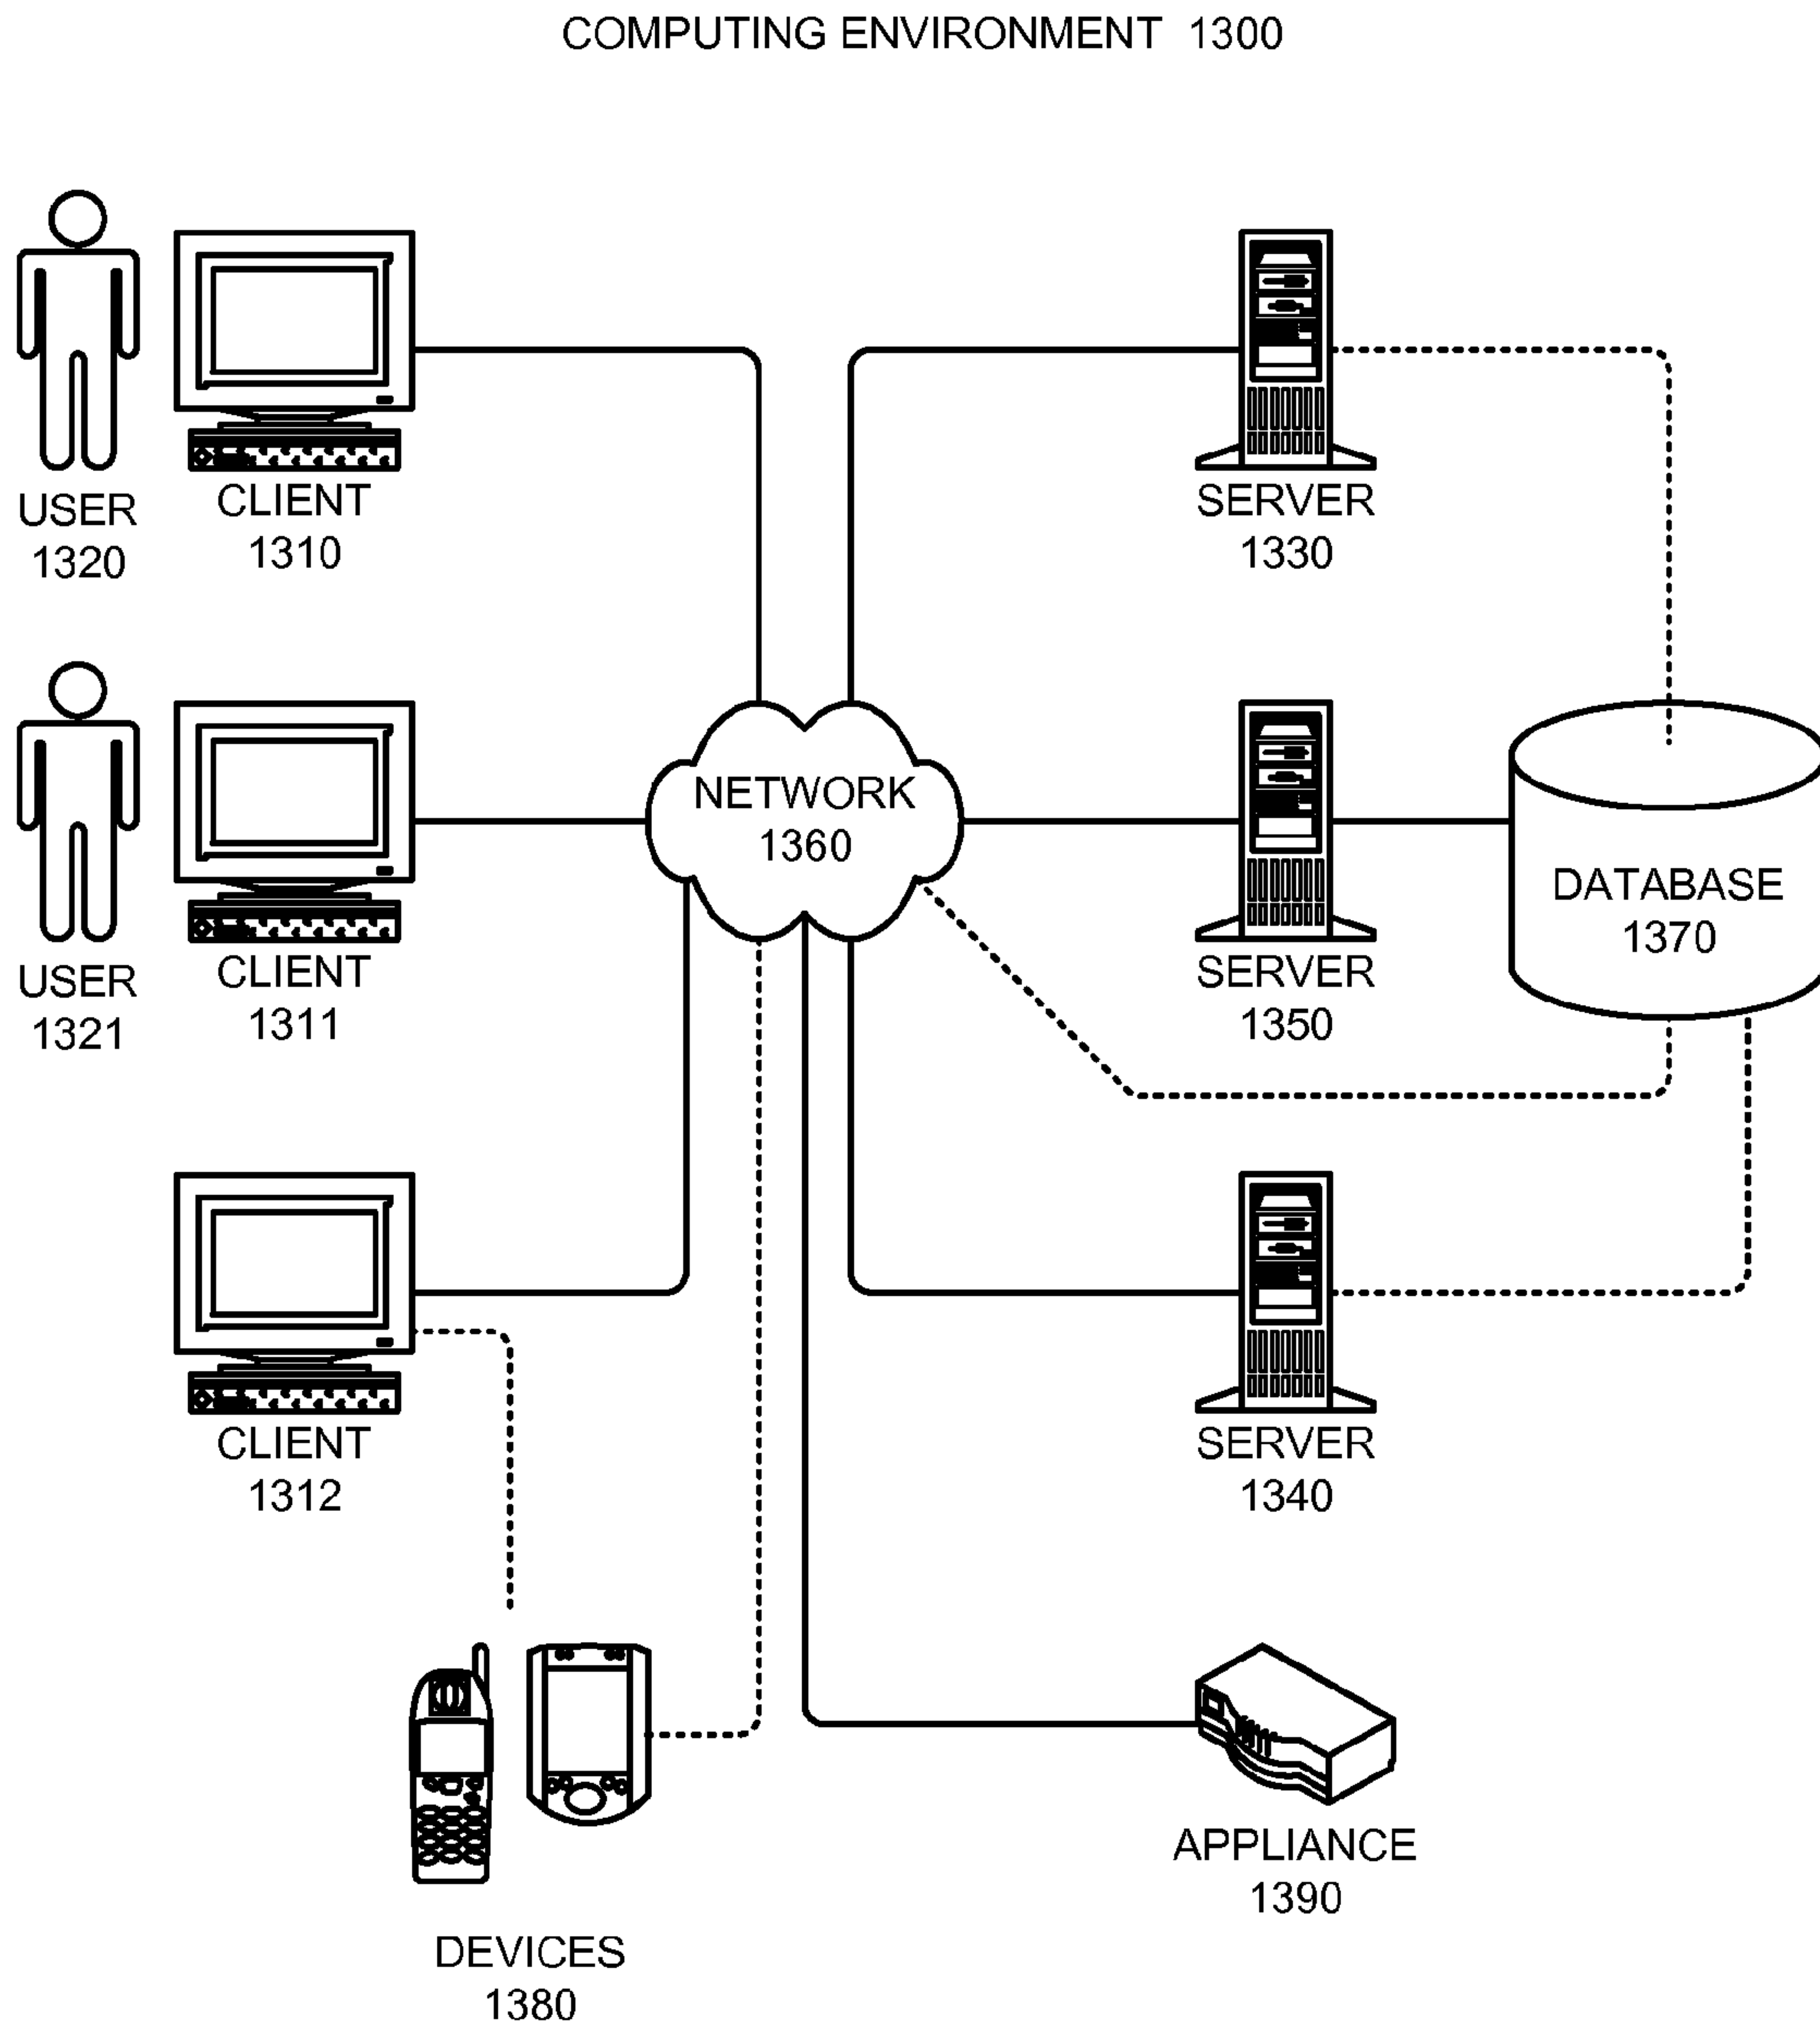 COMPUTING ENVIRONMENT 1300
USER
1320
CLIENT
1310
SERVER
1330
NETWORK
1360
DATABASE
1370
USER
1321
CLIENT
1311
SERVER
1350
CLIENT
1312
SERVER
1340
APPLIANCE
1390
DEVICES
1380